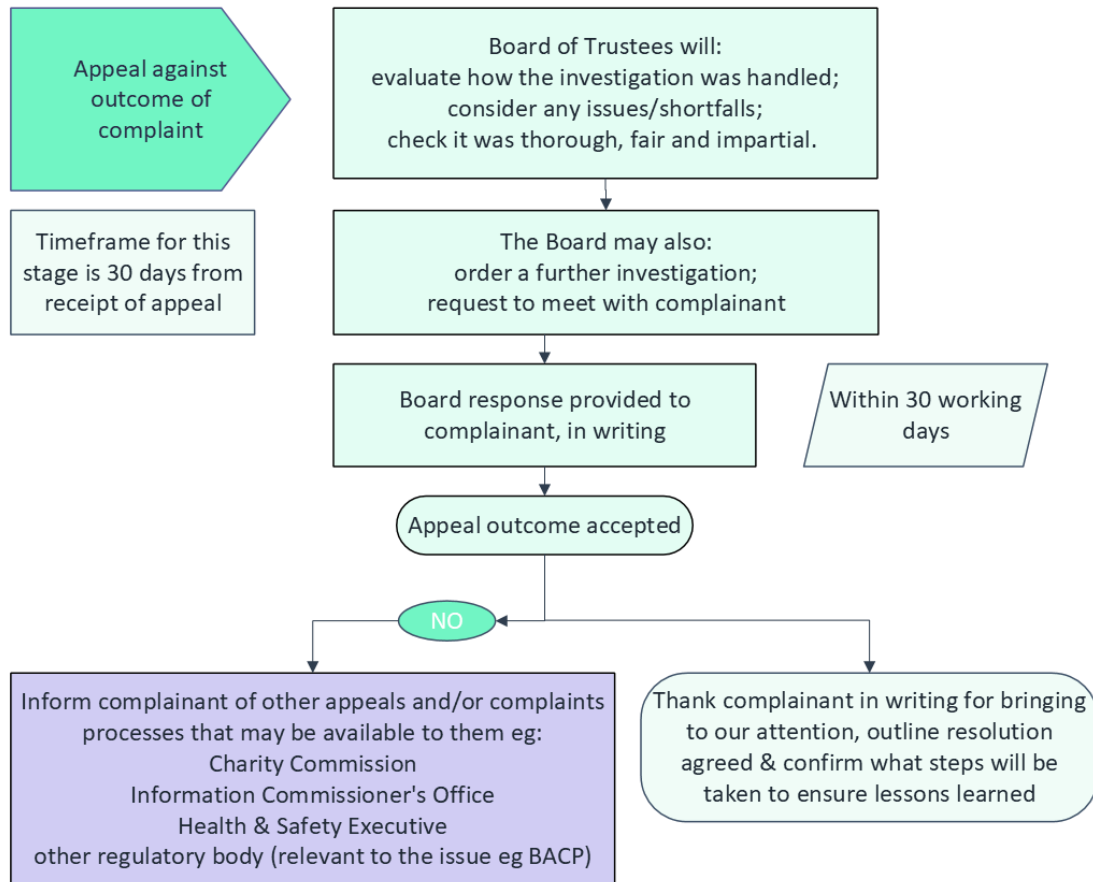 Appeal against
outcome of
complaint
Board of Trustees will:
evaluate how the investigation was handled;
consider any issues/shortfalls;
check it was thorough, fair and impartial.
Timeframe for this
stage is 30 days from
receipt of appeal
The Board may also:
order a further investigation;
request to meet with complainant
Board response provided to
complainant, in writing
Within 30 working
days
Appeal outcome accepted
NO
Inform complainant of other appeals and/or complaints
processes that may be available to them eg:
Charity Commission
Information Commissioner's Office
Health & Safety Executive
other regulatory body (relevant to the issue eg BACP)
Thank complainant in writing for bringing
to our attention, outline resolution
agreed & confirm what steps will be
taken to ensure lessons learned